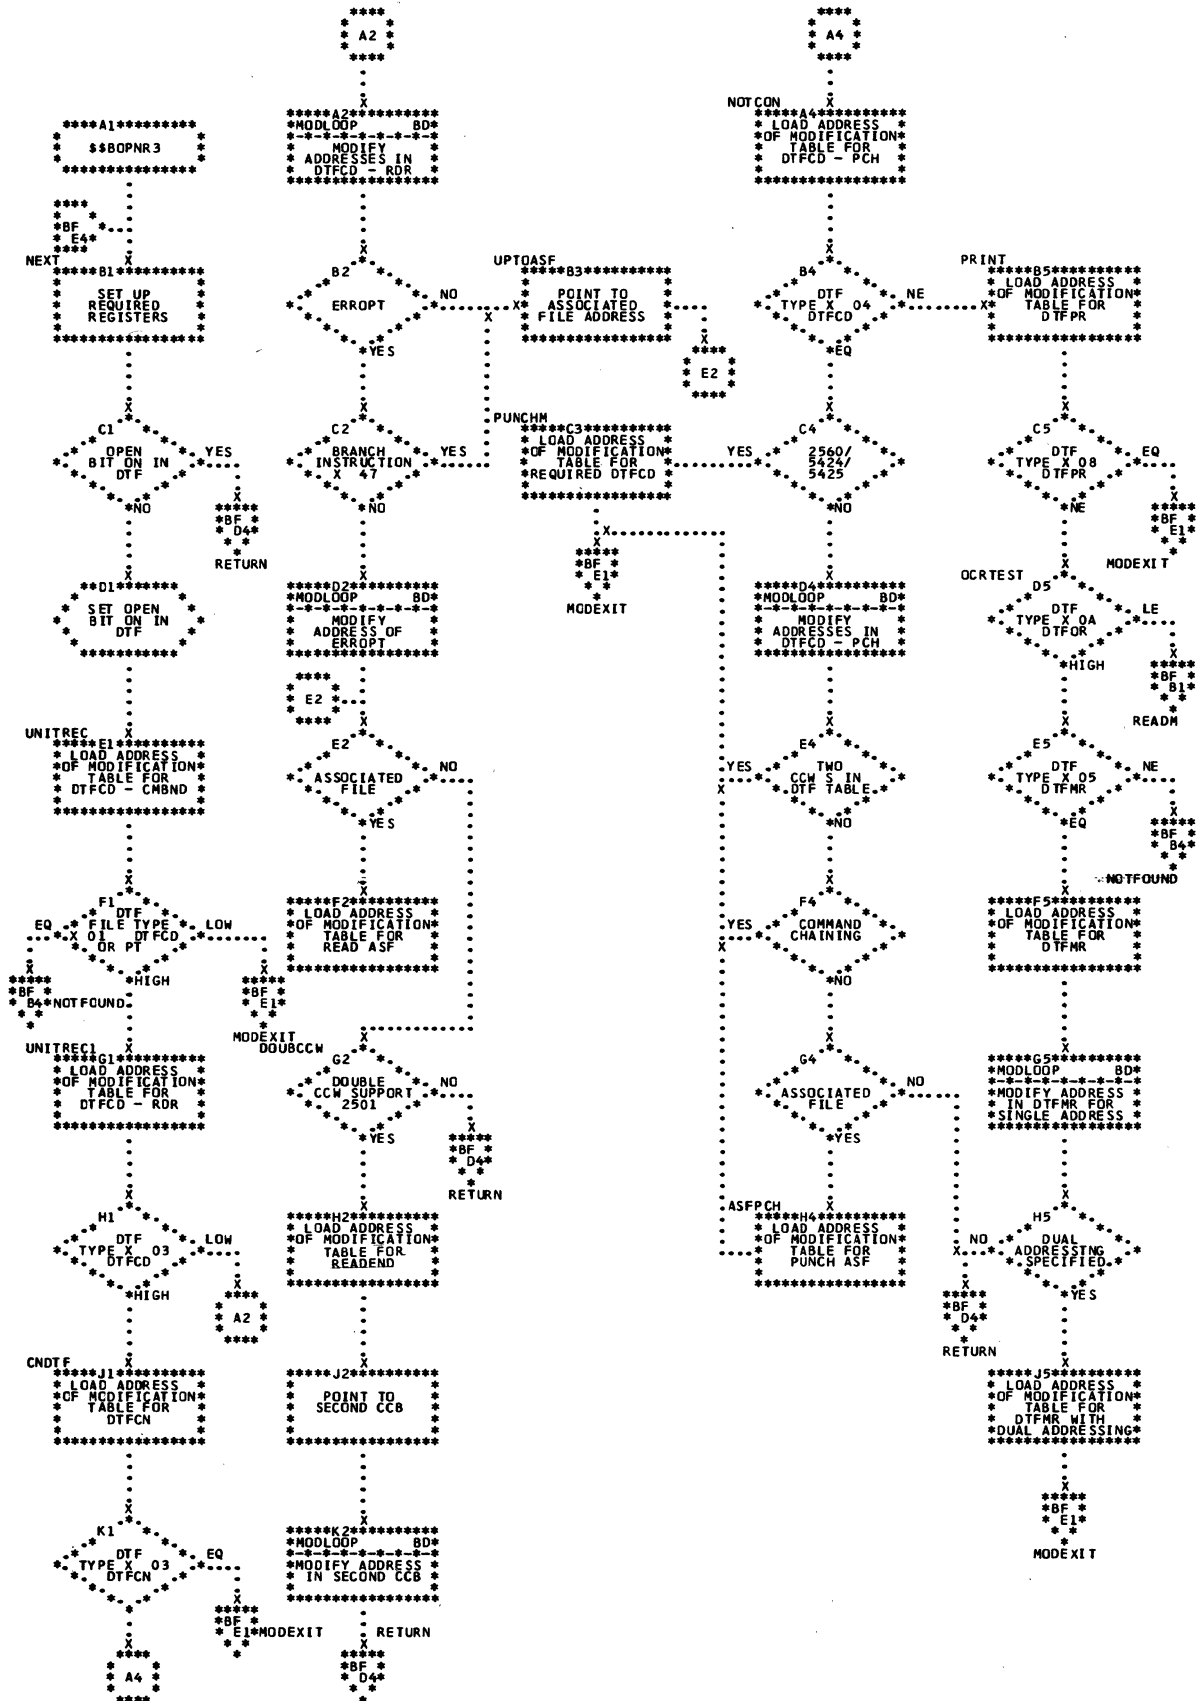 A2
A4
A1
$$BOPNR3
BF
E4
NEXT
B1
SET UP
REQUIRED
REGISTERS
C1
OPEN
BIT ON IN
DTF
YES
NO
BF
D4
RETURN
D1
SET OPEN
BIT ON IN
DTF
UNITREC
E1
LOAD ADDRESS
OF MODIFICATION
TABLE FOR
DTFCD - CMBND
F1
DTF
FILE TYPE
X 01 DTFCD
OR PT
EQ
LOW
HIGH
BF
B4
NOTFOUND
BF
E1
MODEXIT
UNITREC1
G1
LOAD ADDRESS
OF MODIFICATION
TABLE FOR
DTFCD - RDR
H1
DTF
TYPE X 03
DTFCD
LOW
HIGH
A2
CNDTF
J1
LOAD ADDRESS
OF MODIFICATION
TABLE FOR
DTFCN
K1
DTF
TYPE X 03
DTFCN
EQ
BF
E1
MODEXIT
A4
A2
MODLOOP BD
MODIFY
ADDRESSES IN
DTFCD - RDR
B2
ERROPT
NO
YES
C2
BRANCH
INSTRUCTION
X 47
YES
NO
D2
MODLOOP BD
MODIFY
ADDRESS OF
ERROPT
E2
E2
ASSOCIATED
FILE
NO
YES
F2
LOAD ADDRESS
OF MODIFICATION
TABLE FOR
READ ASF
DOUBCCW
G2
DOUBLE
CCW SUPPORT
2501
NO
YES
BF
D4
RETURN
H2
LOAD ADDRESS
OF MODIFICATION
TABLE FOR
READEND
J2
POINT TO
SECOND CCB
K2
MODLOOP BD
MODIFY ADDRESS
IN SECOND CCB
RETURN
BF
D4
UPTOASF
B3
POINT TO
ASSOCIATED
FILE ADDRESS
E2
PUNCHM
C3
LOAD ADDRESS
OF MODIFICATION
TABLE FOR
REQUIRED DTFCD
BF
E1
MODEXIT
NOTCON
A4
LOAD ADDRESS
OF MODIFICATION
TABLE FOR
DTFCD - PCH
B4
DTF
TYPE X 04
DTFCD
NE
EQ
C4
2560/
5424/
5425
YES
NO
D4
MODLOOP BD
MODIFY
ADDRESSES IN
DTFCD - PCH
E4
TWO
CCW S IN
DTF TABLE
YES
NO
F4
COMMAND
CHAINING
YES
NO
G4
ASSOCIATED
FILE
NO
YES
ASFPCH
H4
LOAD ADDRESS
OF MODIFICATION
TABLE FOR
PUNCH ASF
PRINT
B5
LOAD ADDRESS
OF MODIFICATION
TABLE FOR
DTFPR
C5
DTF
TYPE X 08
DTFPR
EQ
NE
BF
E1
MODEXIT
OCRTEST
D5
DTF
TYPE X 0A
DTFOR
LE
HIGH
BF
B1
READM
E5
DTF
TYPE X 05
DTFMR
NE
EQ
BF
B4
NOTFOUND
F5
LOAD ADDRESS
OF MODIFICATION
TABLE FOR
DTFMR
G5
MODLOOP BD
MODIFY ADDRESS
IN DTFMR FOR
SINGLE ADDRESS
H5
DUAL
ADDRESSING
SPECIFIED
NO
YES
BF
D4
RETURN
J5
LOAD ADDRESS
OF MODIFICATION
TABLE FOR
DTFMR WITH
DUAL ADDRESSING
BF
E1
MODEXIT